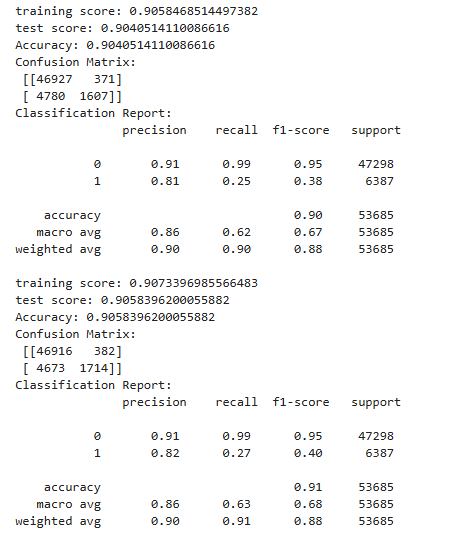 training score: 0.9058468514497382
test score: 0.9040514110086616
Accuracy: 0.9040514110086616
Confusion Matrix:
[[46927 371]
[ 4780 1607]]
Classification Report:
precision recall f1-score support
0 0.91 0.99 0.95 47298
1 0.81 0.25 0.38 6387
accuracy 0.90 53685
macro avg 0.86 0.62 0.67 53685
weighted avg 0.90 0.90 0.88 53685
training score: 0.9073396985566483
test score: 0.9058396200055882
Accuracy: 0.9058396200055882
Confusion Matrix:
[[46916 382]
[ 4673 1714]]
Classification Report:
precision recall f1-score support
0 0.91 0.99 0.95 47298
1 0.82 0.27 0.40 6387
accuracy 0.91 53685
macro avg 0.86 0.63 0.68 53685
weighted avg 0.90 0.91 0.88 53685